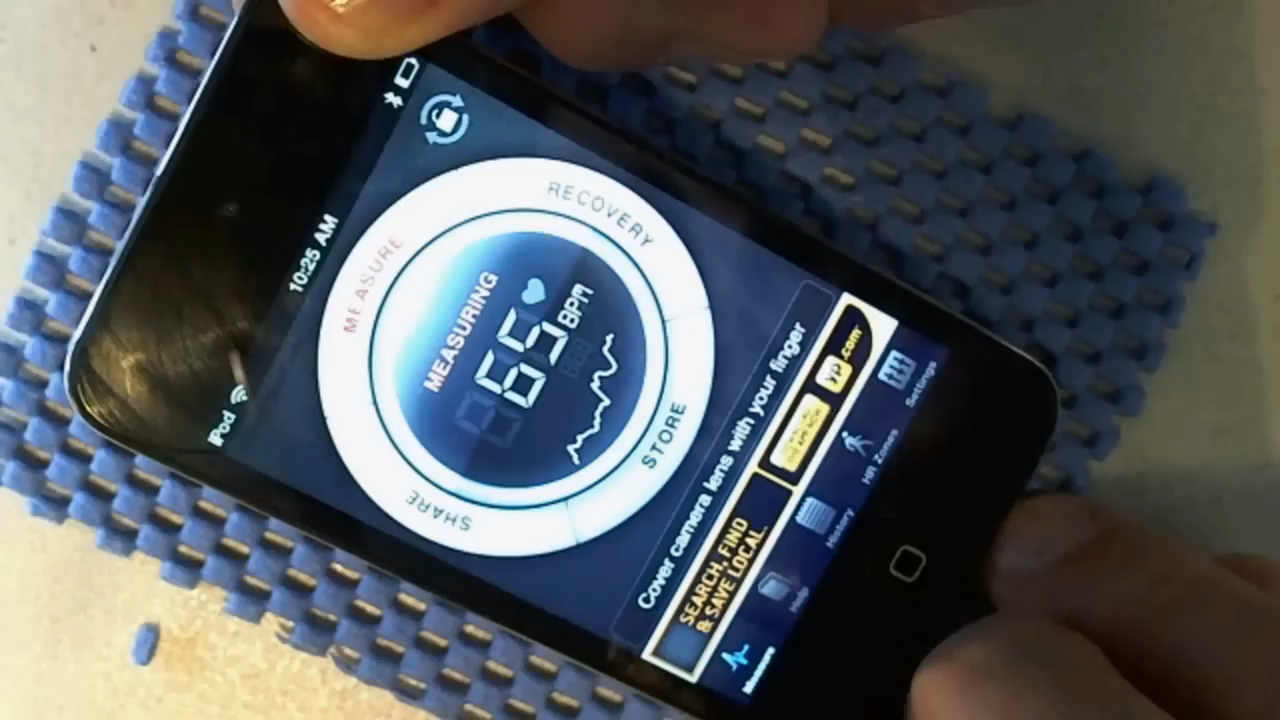 iPod 10:25 AM
MEASURE
RECOVERY
MEASURING
65 BPM
SHARE
STORE
Cover camera lens with your finger
SEARCH, FIND
& SAVE LOCAL.
yp.com
Measure Help History HR Zones Settings